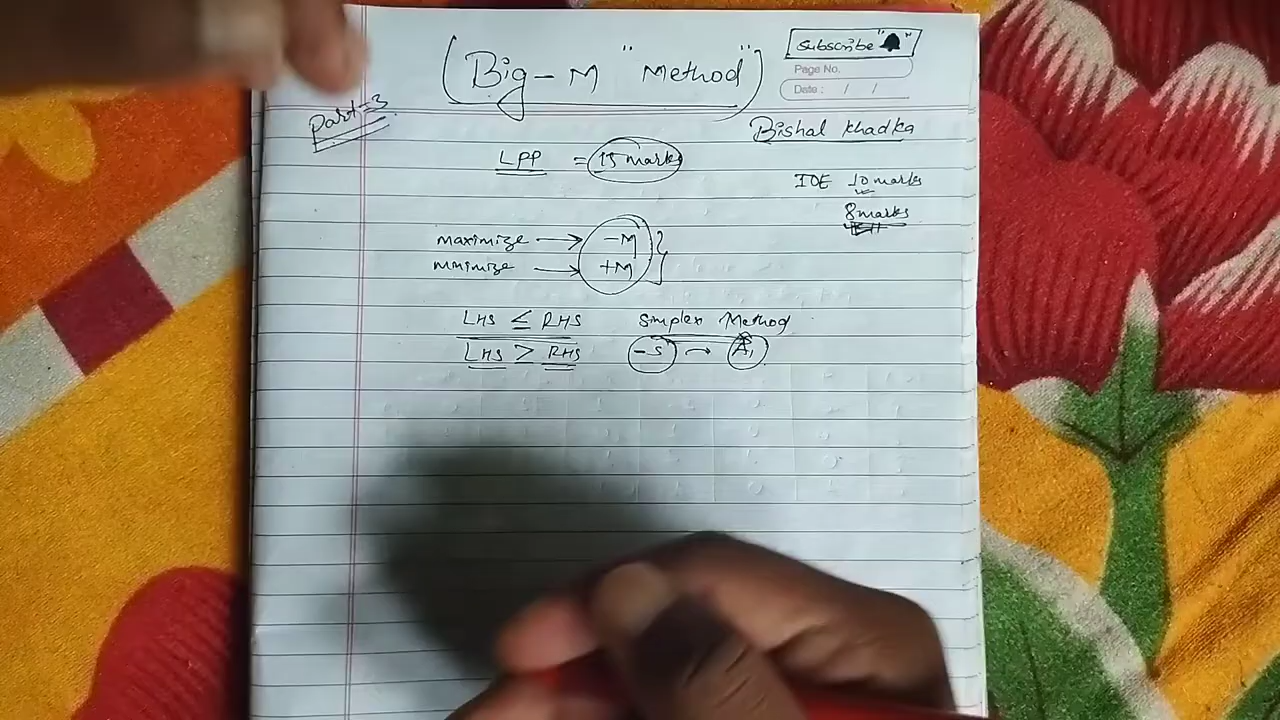 (Big-M "Method")
Subscribe "🔔"
Page No.
Date : / /
Part-3
Bishal Khadka
LPP = 15 marks
IOE 10 marks
8 marks
maximize → -M
minimize → +M
LHS ≤ RHS Simplex Method
LHS ≥ RHS -S → A1